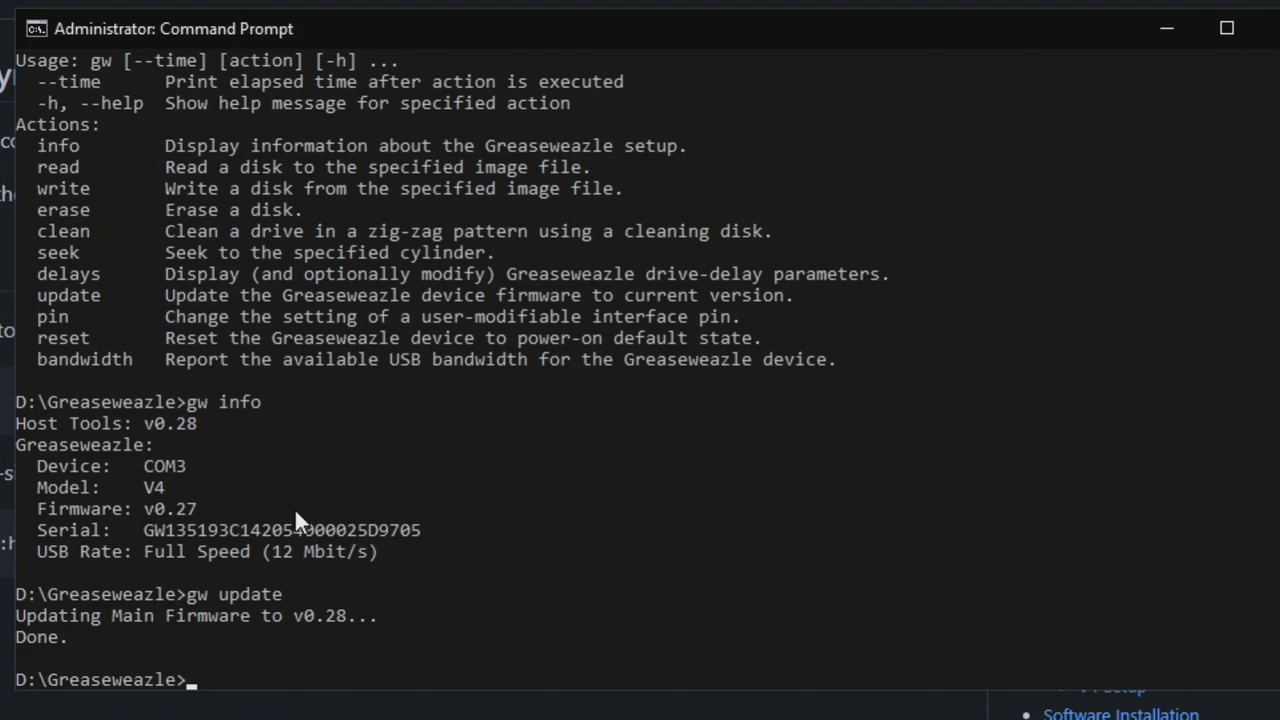 Administrator: Command Prompt
Usage: gw [--time] [action] [-h] ...
  --time      Print elapsed time after action is executed
  -h, --help  Show help message for specified action
Actions:
  info        Display information about the Greaseweazle setup.
  read        Read a disk to the specified image file.
  write       Write a disk from the specified image file.
  erase       Erase a disk.
  clean       Clean a drive in a zig-zag pattern using a cleaning disk.
  seek        Seek to the specified cylinder.
  delays      Display (and optionally modify) Greaseweazle drive-delay parameters.
  update      Update the Greaseweazle device firmware to current version.
  pin         Change the setting of a user-modifiable interface pin.
  reset       Reset the Greaseweazle device to power-on default state.
  bandwidth   Report the available USB bandwidth for the Greaseweazle device.
D:\Greaseweazle>gw info
Host Tools: v0.28
Greaseweazle:
  Device:   COM3
  Model:    V4
  Firmware: v0.27
  Serial:   GW135193C142054000025D9705
  USB Rate: Full Speed (12 Mbit/s)
D:\Greaseweazle>gw update
Updating Main Firmware to v0.28...
Done.
D:\Greaseweazle>
Setup
Software Installation